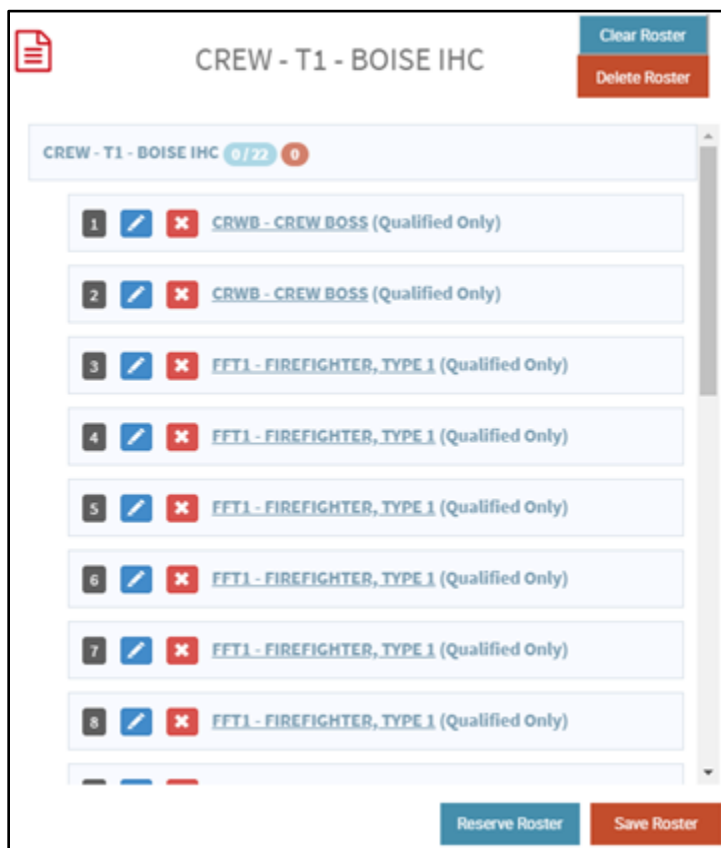 Clear Roster
CREW - T1 - BOISE IHC
Delete Roster
CREW - T1 - BOISE IHC 0 / 22 0
1 CRWB - CREW BOSS (Qualified Only)
2 CRWB - CREW BOSS (Qualified Only)
3 FFT1 - FIREFIGHTER, TYPE 1 (Qualified Only)
4 FFT1 - FIREFIGHTER, TYPE 1 (Qualified Only)
5 FFT1 - FIREFIGHTER, TYPE 1 (Qualified Only)
6 FFT1 - FIREFIGHTER, TYPE 1 (Qualified Only)
7 FFT1 - FIREFIGHTER, TYPE 1 (Qualified Only)
8 FFT1 - FIREFIGHTER, TYPE 1 (Qualified Only)
Reserve Roster Save Roster